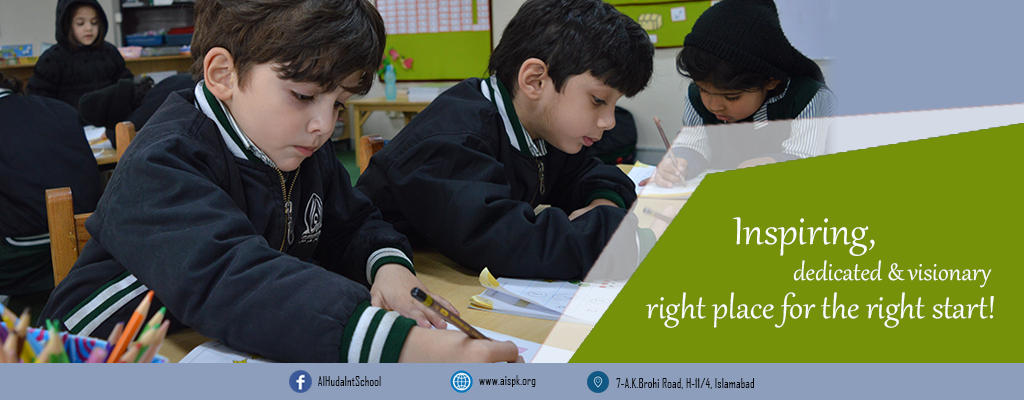 Inspiring,
dedicated & visionary
right place for the right start!
AlHudaIntSchool
www.aispk.org
7-A.K.Brohi Road, H-11/4, Islamabad